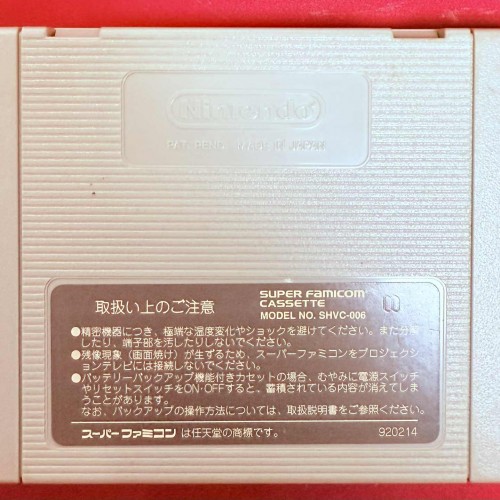 Nintendo
PAT. PEND. MADE IN JAPAN
取扱い上のご注意
SUPER FAMICOM
CASSETTE
MODEL NO. SHVC-006
●精密機器につき、極端な温度変化やショックを避けてください。また分解
したり、端子部を汚したりしないでください。
●残像現象（画面焼け）が生ずるため、スーパーファミコンをプロジェクシ
ョンテレビには接続しないでください。
●バッテリーバックアップ機能付きカセットの場合、むやみに電源スイッチ
やリセットスイッチをON・OFFすると、蓄積されている内容が消えてしま
うことがあります。
なお、バックアップの操作方法については、取扱説明書をご参照ください。
スーパーファミコン は任天堂の商標です。
920214